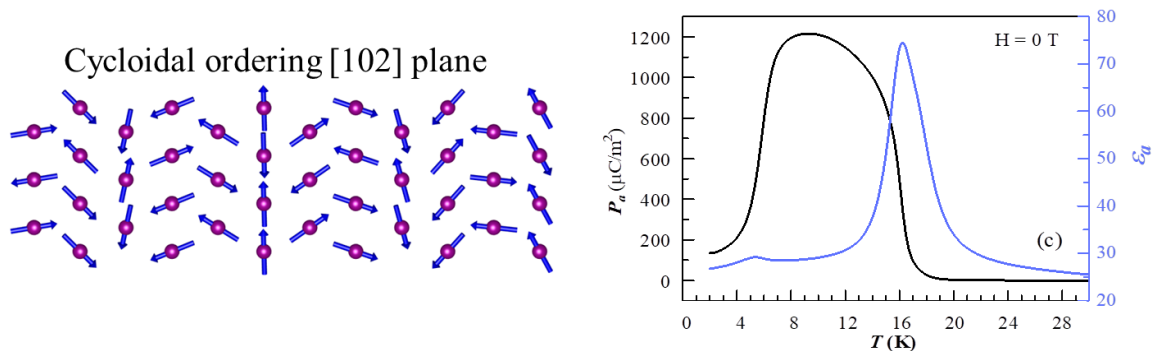 Cycloidal ordering [102] plane
H = 0 T
(c)
P_a (μC/m²)
1200
1000
800
600
400
200
0
80
70
60
50
40
30
20
ε_a
0 4 8 12 16 20 24 28
T (K)